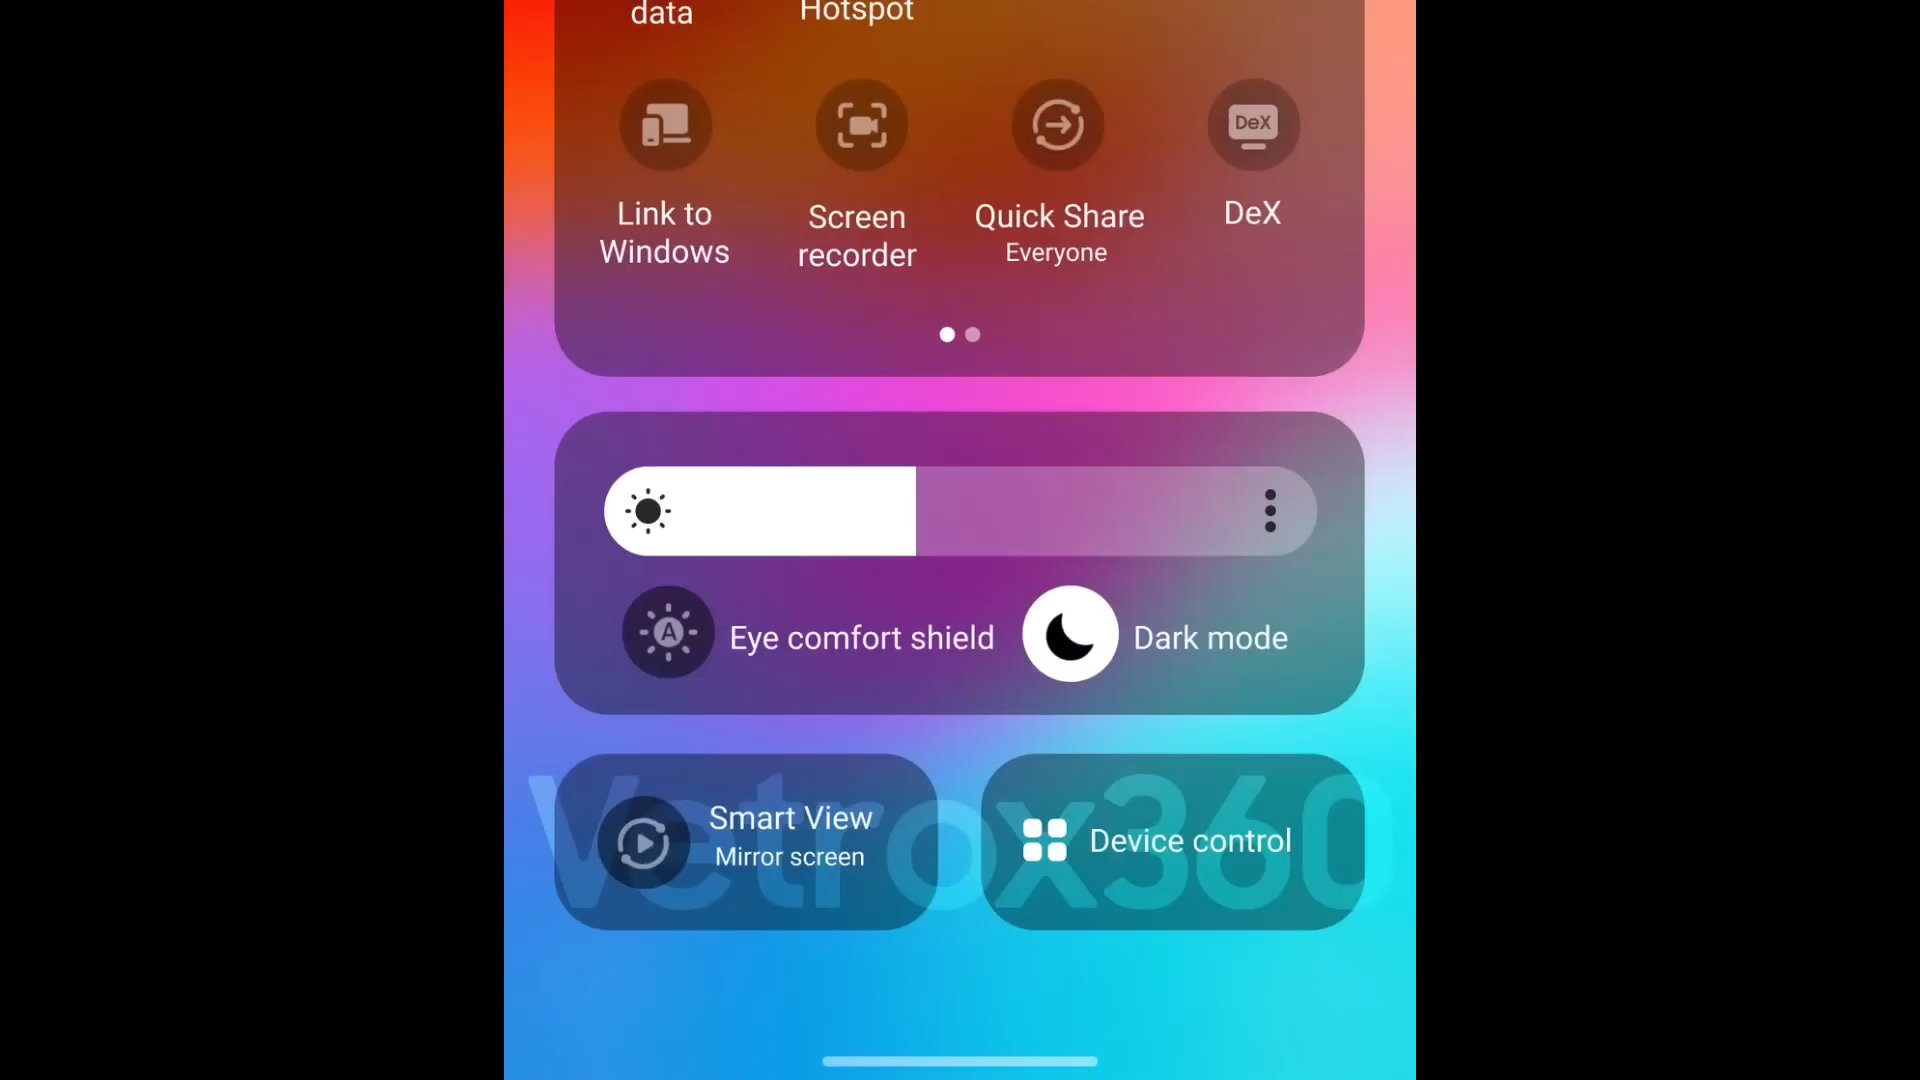 data
Hotspot
Link to
Windows
Screen
recorder
Quick Share
Everyone
DeX
DeX
A
Eye comfort shield
Dark mode
Smart View
Mirror screen
Device control
Vetrox360